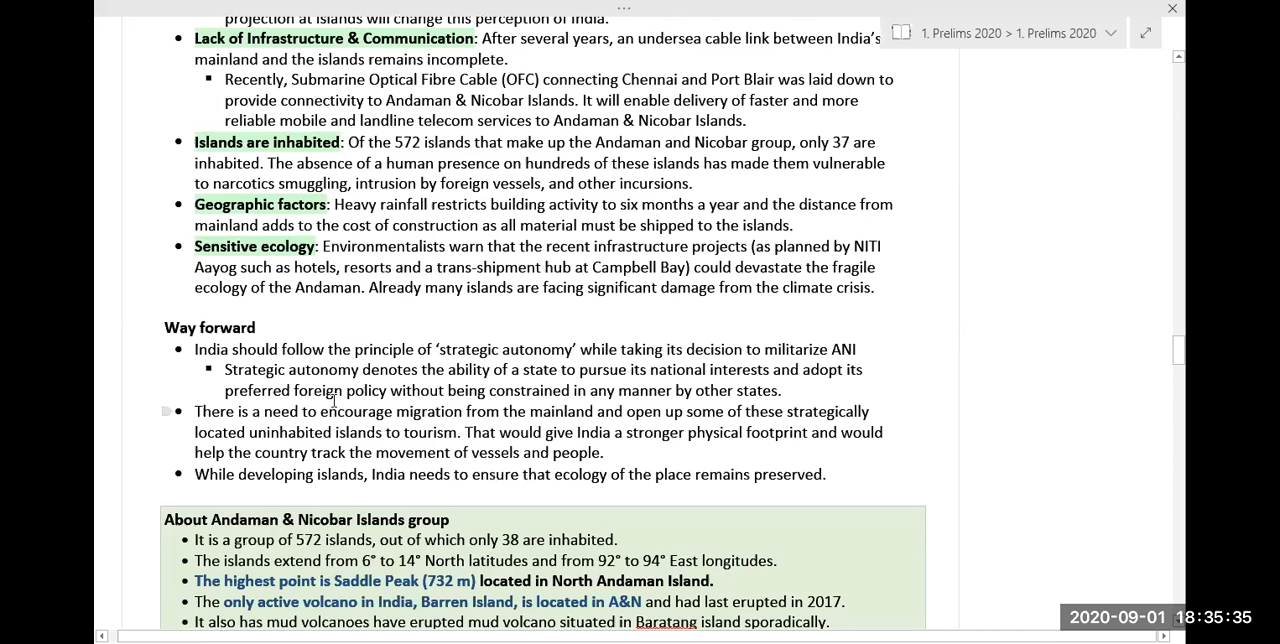 projection at islands will change this perception of India.
1. Prelims 2020 > 1. Prelims 2020
• Lack of Infrastructure & Communication: After several years, an undersea cable link between India's
mainland and the islands remains incomplete.
▪ Recently, Submarine Optical Fibre Cable (OFC) connecting Chennai and Port Blair was laid down to
provide connectivity to Andaman & Nicobar Islands. It will enable delivery of faster and more
reliable mobile and landline telecom services to Andaman & Nicobar Islands.
• Islands are inhabited: Of the 572 islands that make up the Andaman and Nicobar group, only 37 are
inhabited. The absence of a human presence on hundreds of these islands has made them vulnerable
to narcotics smuggling, intrusion by foreign vessels, and other incursions.
• Geographic factors: Heavy rainfall restricts building activity to six months a year and the distance from
mainland adds to the cost of construction as all material must be shipped to the islands.
• Sensitive ecology: Environmentalists warn that the recent infrastructure projects (as planned by NITI
Aayog such as hotels, resorts and a trans-shipment hub at Campbell Bay) could devastate the fragile
ecology of the Andaman. Already many islands are facing significant damage from the climate crisis.
Way forward
• India should follow the principle of 'strategic autonomy' while taking its decision to militarize ANI
▪ Strategic autonomy denotes the ability of a state to pursue its national interests and adopt its
preferred foreign policy without being constrained in any manner by other states.
• There is a need to encourage migration from the mainland and open up some of these strategically
located uninhabited islands to tourism. That would give India a stronger physical footprint and would
help the country track the movement of vessels and people.
• While developing islands, India needs to ensure that ecology of the place remains preserved.
About Andaman & Nicobar Islands group
• It is a group of 572 islands, out of which only 38 are inhabited.
• The islands extend from 6° to 14° North latitudes and from 92° to 94° East longitudes.
• The highest point is Saddle Peak (732 m) located in North Andaman Island.
• The only active volcano in India, Barren Island, is located in A&N and had last erupted in 2017.
• It also has mud volcanoes have erupted mud volcano situated in Baratang island sporadically.
2020-09-01 18:35:35